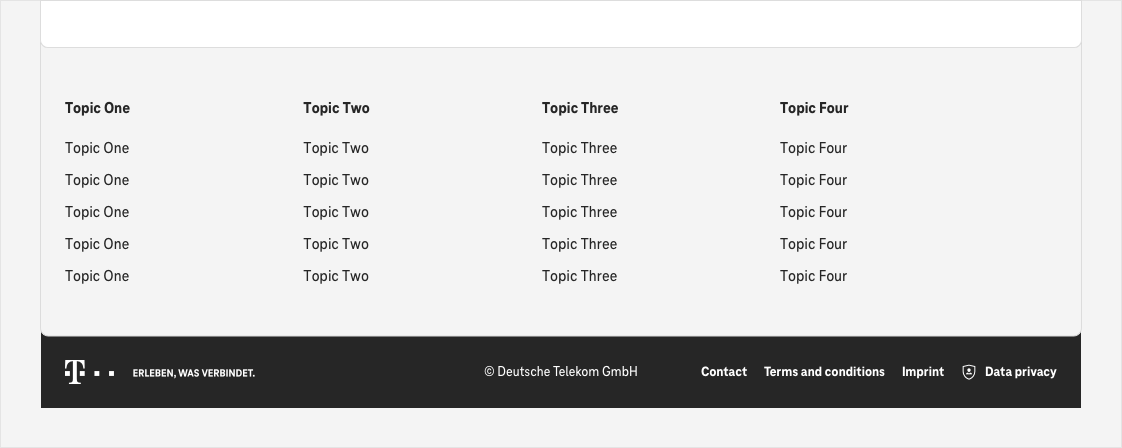 Topic One
Topic One
Topic One
Topic One
Topic One
Topic One
Topic Two
Topic Two
Topic Two
Topic Two
Topic Two
Topic Two
Topic Three
Topic Three
Topic Three
Topic Three
Topic Three
Topic Three
Topic Four
Topic Four
Topic Four
Topic Four
Topic Four
Topic Four
T ERLEBEN, WAS VERBINDET.
© Deutsche Telekom GmbH
Contact Terms and conditions Imprint Data privacy